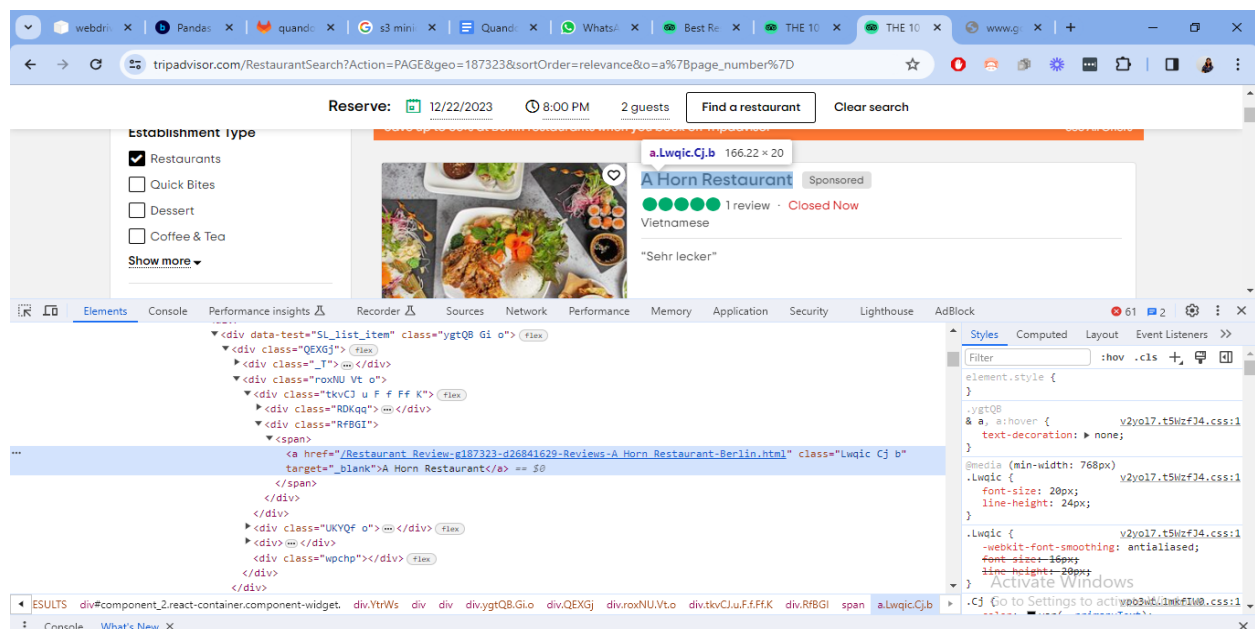 webdriv Pandas quando s3 mini Quando WhatsA Best Re THE 10 THE 10 www.g
tripadvisor.com/RestaurantSearch?Action=PAGE&geo=187323&sortOrder=relevance&o=a%7Bpage_number%7D
Reserve: 12/22/2023 8:00 PM 2 guests Find a restaurant Clear search
Establishment Type
Restaurants
Quick Bites
Dessert
Coffee & Tea
Show more
a.Lwqic.Cj.b 166.22 × 20
A Horn Restaurant Sponsored
1 review · Closed Now
Vietnamese
"Sehr lecker"
Elements Console Performance insights Recorder Sources Network Performance Memory Application Security Lighthouse AdBlock 61 2
<div data-test="SL_list_item" class="ygtQB Gi o"> flex
<div class="QEXGj"> flex
<div class="_T"> … </div>
<div class="roxNU Vt o">
<div class="tkvCJ u F f Ff K"> flex
<div class="RDKqq"> … </div>
<div class="RfBGI">
<span>
<a href="/Restaurant_Review-g187323-d26841629-Reviews-A_Horn_Restaurant-Berlin.html" class="Lwqic Cj b"
target="_blank">A Horn Restaurant</a> == $0
</span>
</div>
</div>
<div class="UKYQf o"> … </div> flex
<div> … </div>
<div class="wpchp"></div> flex
</div>
</div>
ESULTS div#component_2.react-container.component-widget. div.YtrWs div div div.ygtQB.Gi.o div.QEXGj div.roxNU.Vt.o div.tkvCJ.u.F.f.Ff.K div.RfBGI span a.Lwqic.Cj.b
Styles Computed Layout Event Listeners
Filter :hov .cls
element.style {
}
.ygtQB
& a, a:hover { v2yol7.t5WzfJ4.css:1
text-decoration: none;
}
@media (min-width: 768px)
.Lwqic { v2yol7.t5WzfJ4.css:1
font-size: 20px;
line-height: 24px;
}
.Lwqic { v2yol7.t5WzfJ4.css:1
-webkit-font-smoothing: antialiased;
font-size: 16px;
line-height: 20px;
}
Activate Windows
.Cj {
Go to Settings to
Console What's New